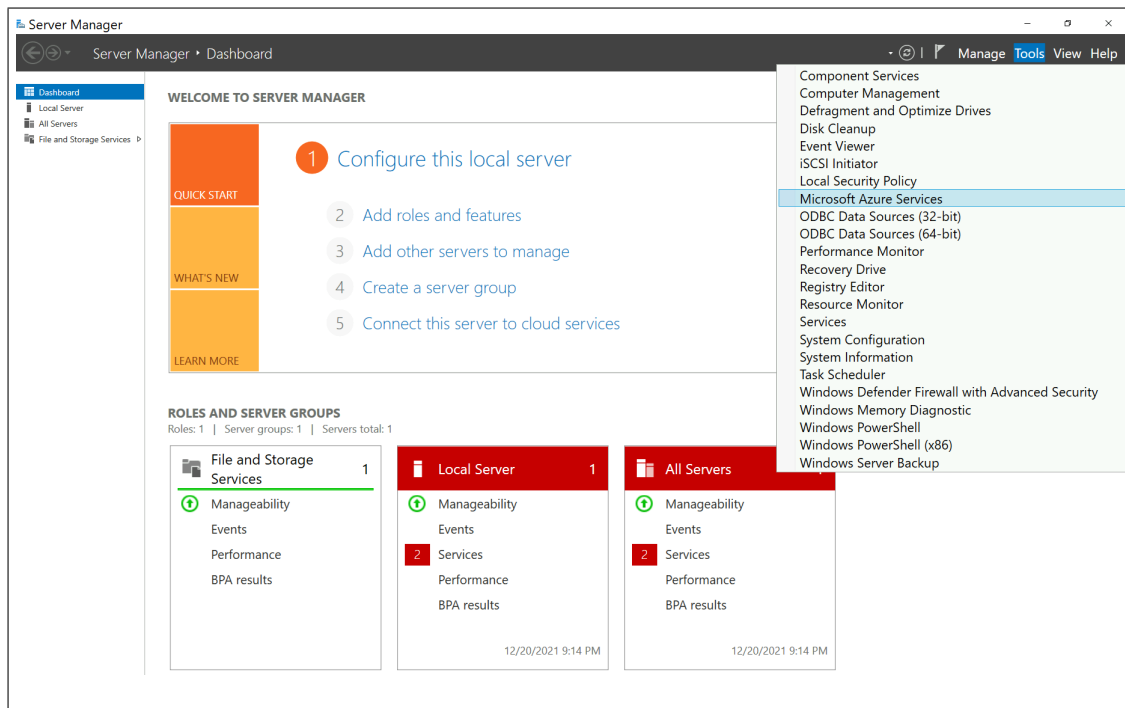 Server Manager
Server Manager • Dashboard
Manage Tools View Help
Dashboard
Local Server
All Servers
File and Storage Services
WELCOME TO SERVER MANAGER
QUICK START
WHAT'S NEW
LEARN MORE
1 Configure this local server
2 Add roles and features
3 Add other servers to manage
4 Create a server group
5 Connect this server to cloud services
Component Services
Computer Management
Defragment and Optimize Drives
Disk Cleanup
Event Viewer
iSCSI Initiator
Local Security Policy
Microsoft Azure Services
ODBC Data Sources (32-bit)
ODBC Data Sources (64-bit)
Performance Monitor
Recovery Drive
Registry Editor
Resource Monitor
Services
System Configuration
System Information
Task Scheduler
Windows Defender Firewall with Advanced Security
Windows Memory Diagnostic
Windows PowerShell
Windows PowerShell (x86)
Windows Server Backup
ROLES AND SERVER GROUPS
Roles: 1 | Server groups: 1 | Servers total: 1
File and Storage
Services 1
Manageability
Events
Performance
BPA results
Local Server 1
Manageability
Events
2 Services
Performance
BPA results
12/20/2021 9:14 PM
All Servers
Manageability
Events
2 Services
Performance
BPA results
12/20/2021 9:14 PM